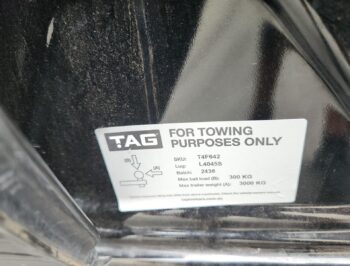 TAG
FOR TOWING
PURPOSES ONLY
SKU: T4F642
Lug: L4045S
Batch: 2436
Max ball load (B): 300 KG
Max trailer weight (A): 3000 KG
(B)
(A)